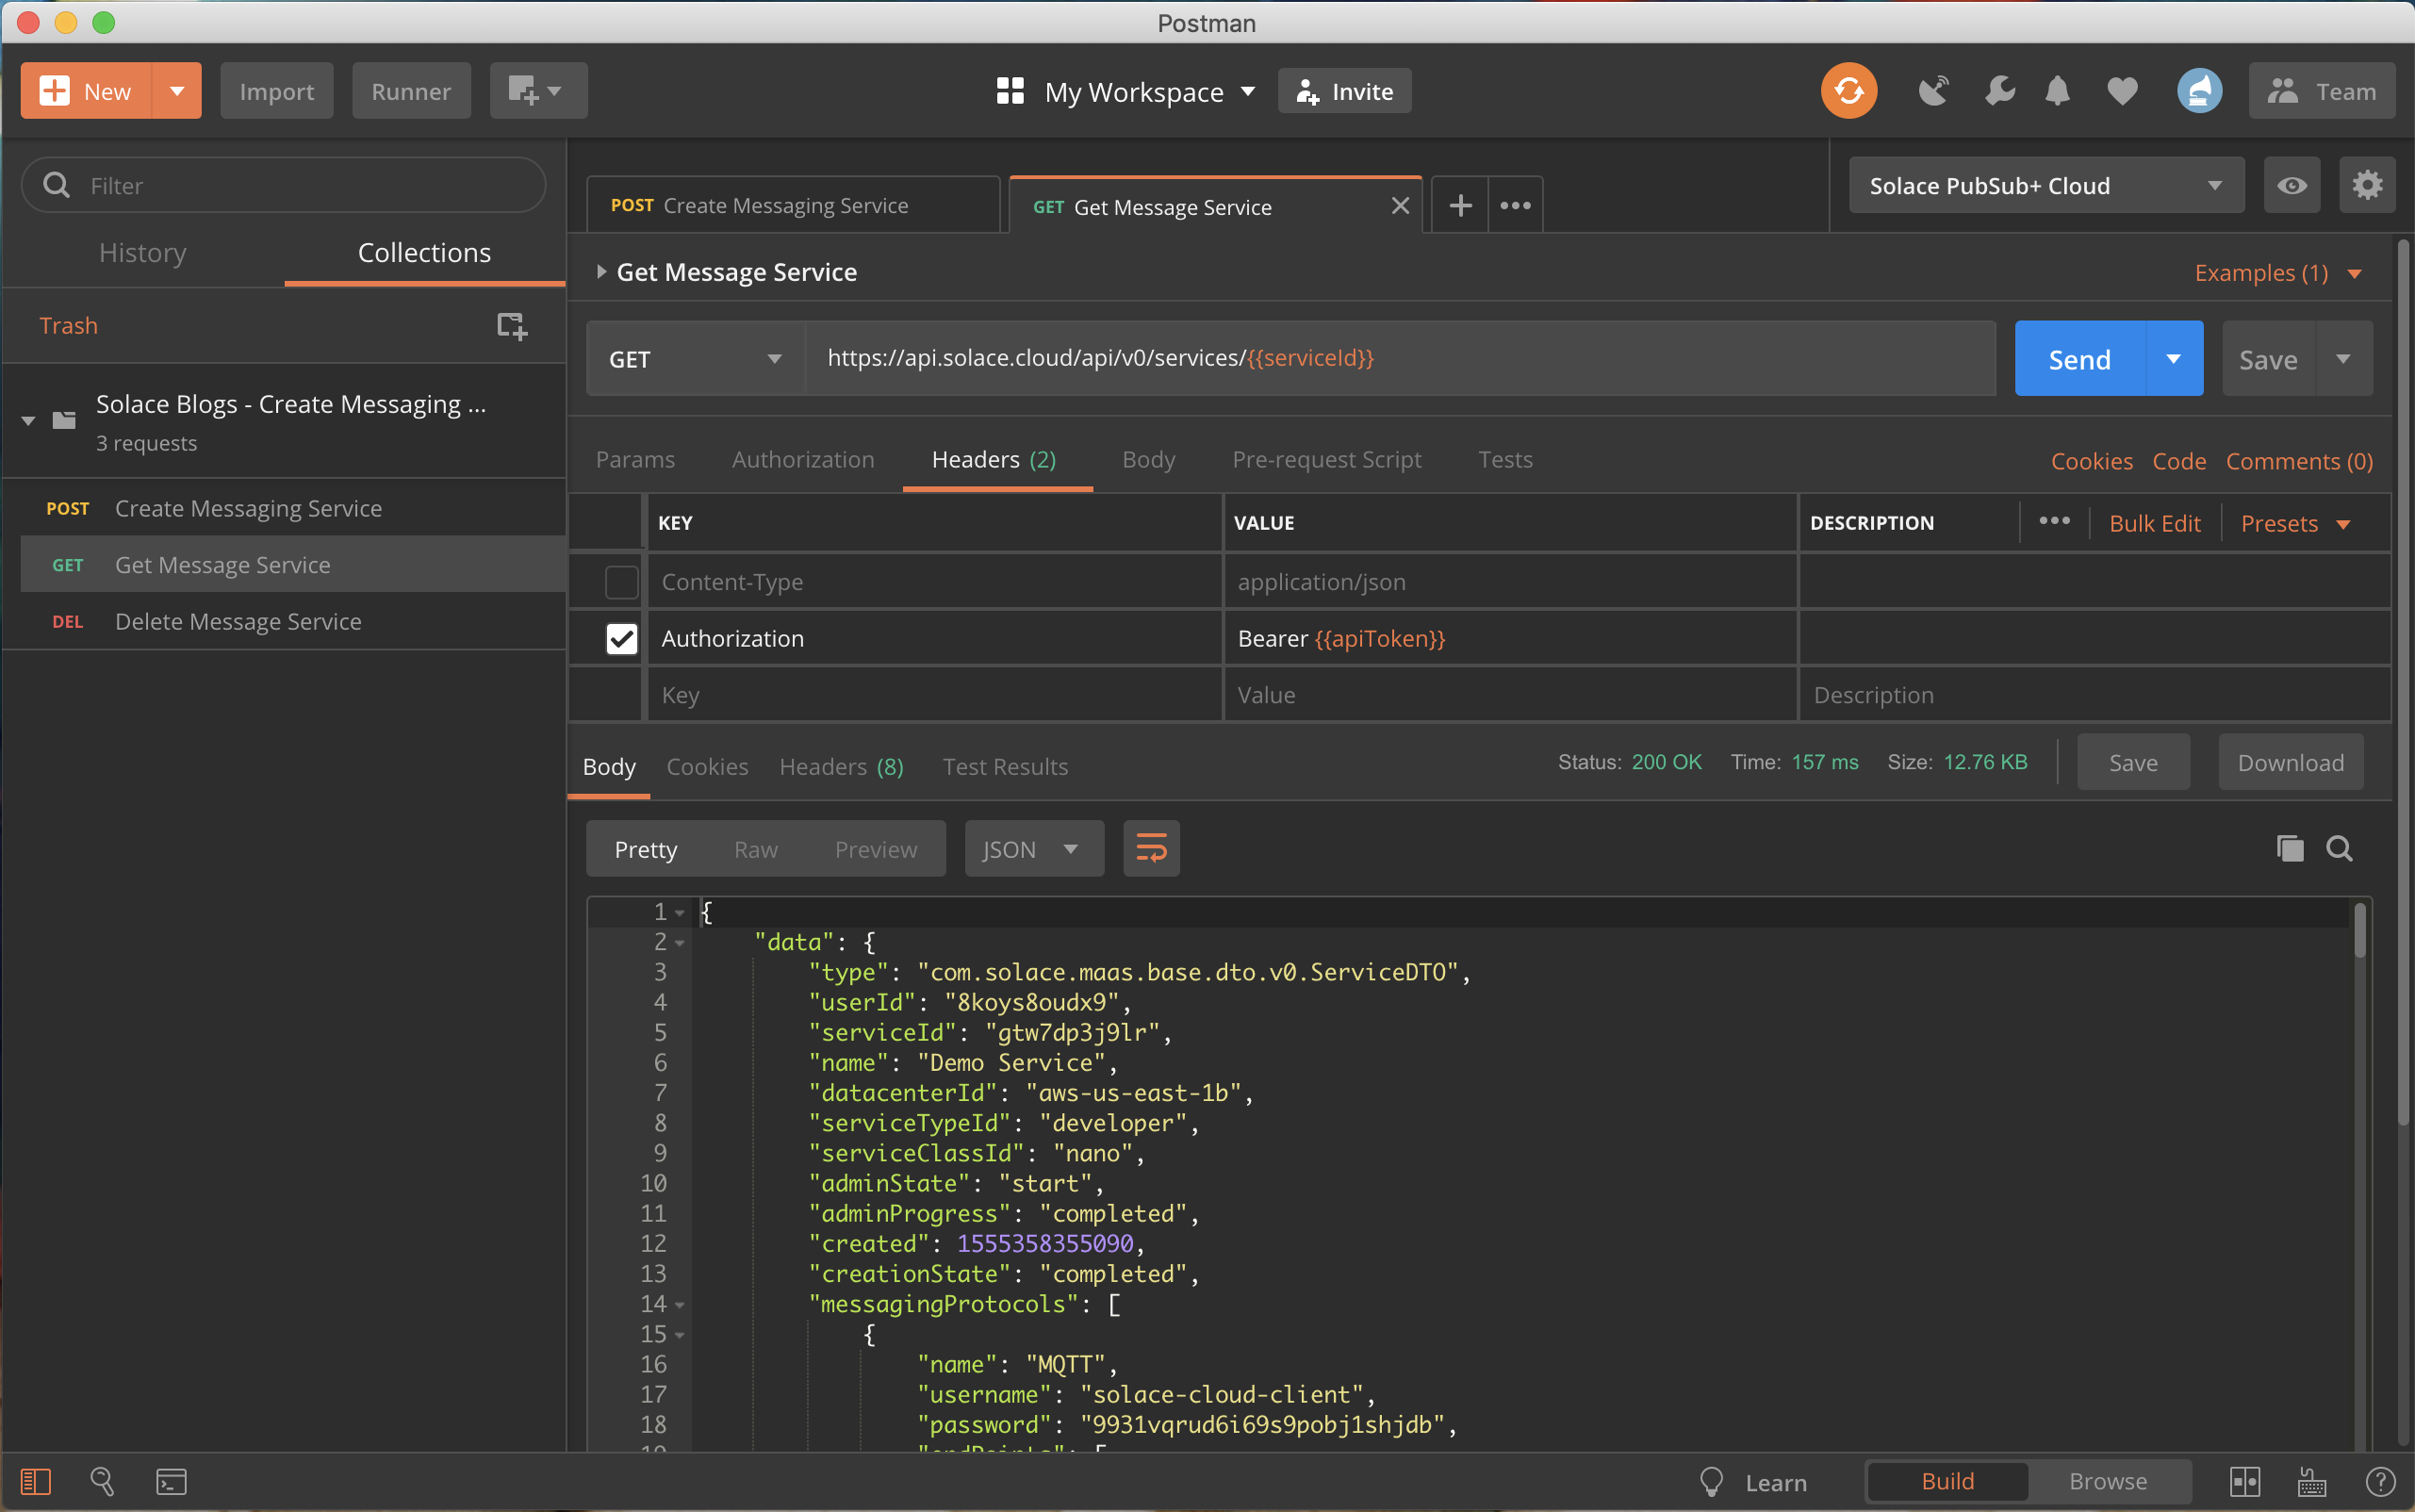 Postman
New
Import
Runner
My Workspace
Invite
Team
Filter
History
Collections
Trash
Solace Blogs - Create Messaging ...
3 requests
POST Create Messaging Service
GET Get Message Service
DEL Delete Message Service
POST Create Messaging Service
GET Get Message Service
Solace PubSub+ Cloud
Get Message Service
Examples (1)
GET
https://api.solace.cloud/api/v0/services/{{serviceId}}
Send
Save
Params
Authorization
Headers (2)
Body
Pre-request Script
Tests
Cookies
Code
Comments (0)
KEY
VALUE
DESCRIPTION
Bulk Edit
Presets
Content-Type
application/json
Authorization
Bearer {{apiToken}}
Key
Value
Description
Body
Cookies
Headers (8)
Test Results
Status: 200 OK
Time: 157 ms
Size: 12.76 KB
Save
Download
Pretty
Raw
Preview
JSON
1 {
2 "data": {
3 "type": "com.solace.maas.base.dto.v0.ServiceDTO",
4 "userId": "8koys8oudx9",
5 "serviceId": "gtw7dp3j9lr",
6 "name": "Demo Service",
7 "datacenterId": "aws-us-east-1b",
8 "serviceTypeId": "developer",
9 "serviceClassId": "nano",
10 "adminState": "start",
11 "adminProgress": "completed",
12 "created": 1555358355090,
13 "creationState": "completed",
14 "messagingProtocols": [
15 {
16 "name": "MQTT",
17 "username": "solace-cloud-client",
18 "password": "9931vqrud6i69s9pobj1shjdb",
19 "endPoints": [
Learn
Build
Browse